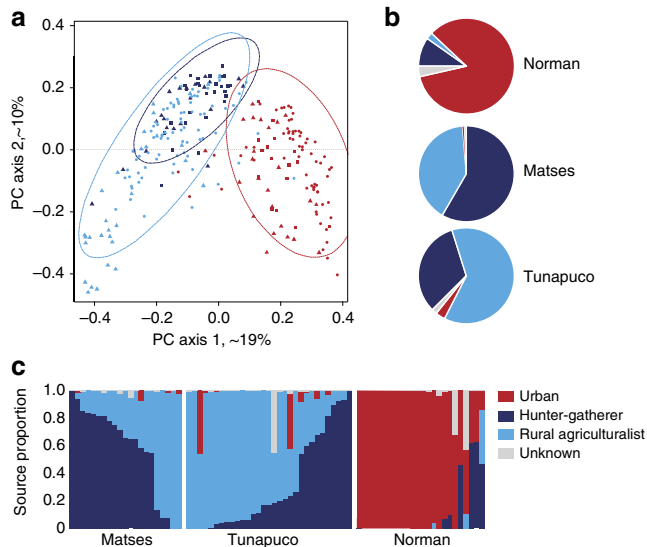 a
b
PC axis 2,~10%
0.4
0.2
0.0
−0.2
−0.4
−0.4
−0.2
0.0
0.2
0.4
PC axis 1, ~19%
Norman
Matses
Tunapuco
c
Source proportion
1.0
0.8
0.6
0.4
0.2
0
Matses
Tunapuco
Norman
Urban
Hunter-gatherer
Rural agriculturalist
Unknown